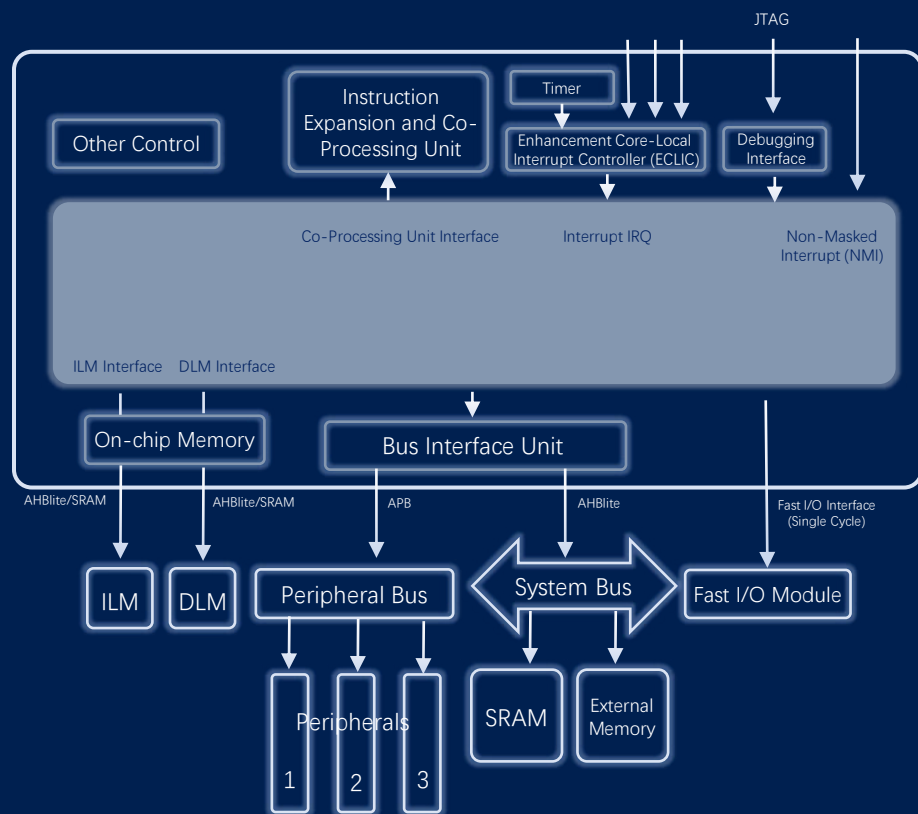 JTAG
Timer
Instruction
Expansion and Co-
Processing Unit
Other Control
Enhancement Core-Local
Interrupt Controller (ECLIC)
Debugging
Interface
Co-Processing Unit Interface
Interrupt IRQ
Non-Masked
Interrupt (NMI)
ILM Interface
DLM Interface
On-chip Memory
Bus Interface Unit
AHBlite/SRAM
AHBlite/SRAM
APB
AHBlite
Fast I/O Interface
(Single Cycle)
ILM
DLM
Peripheral Bus
System Bus
Fast I/O Module
Peripherals
1
2
3
SRAM
External
Memory